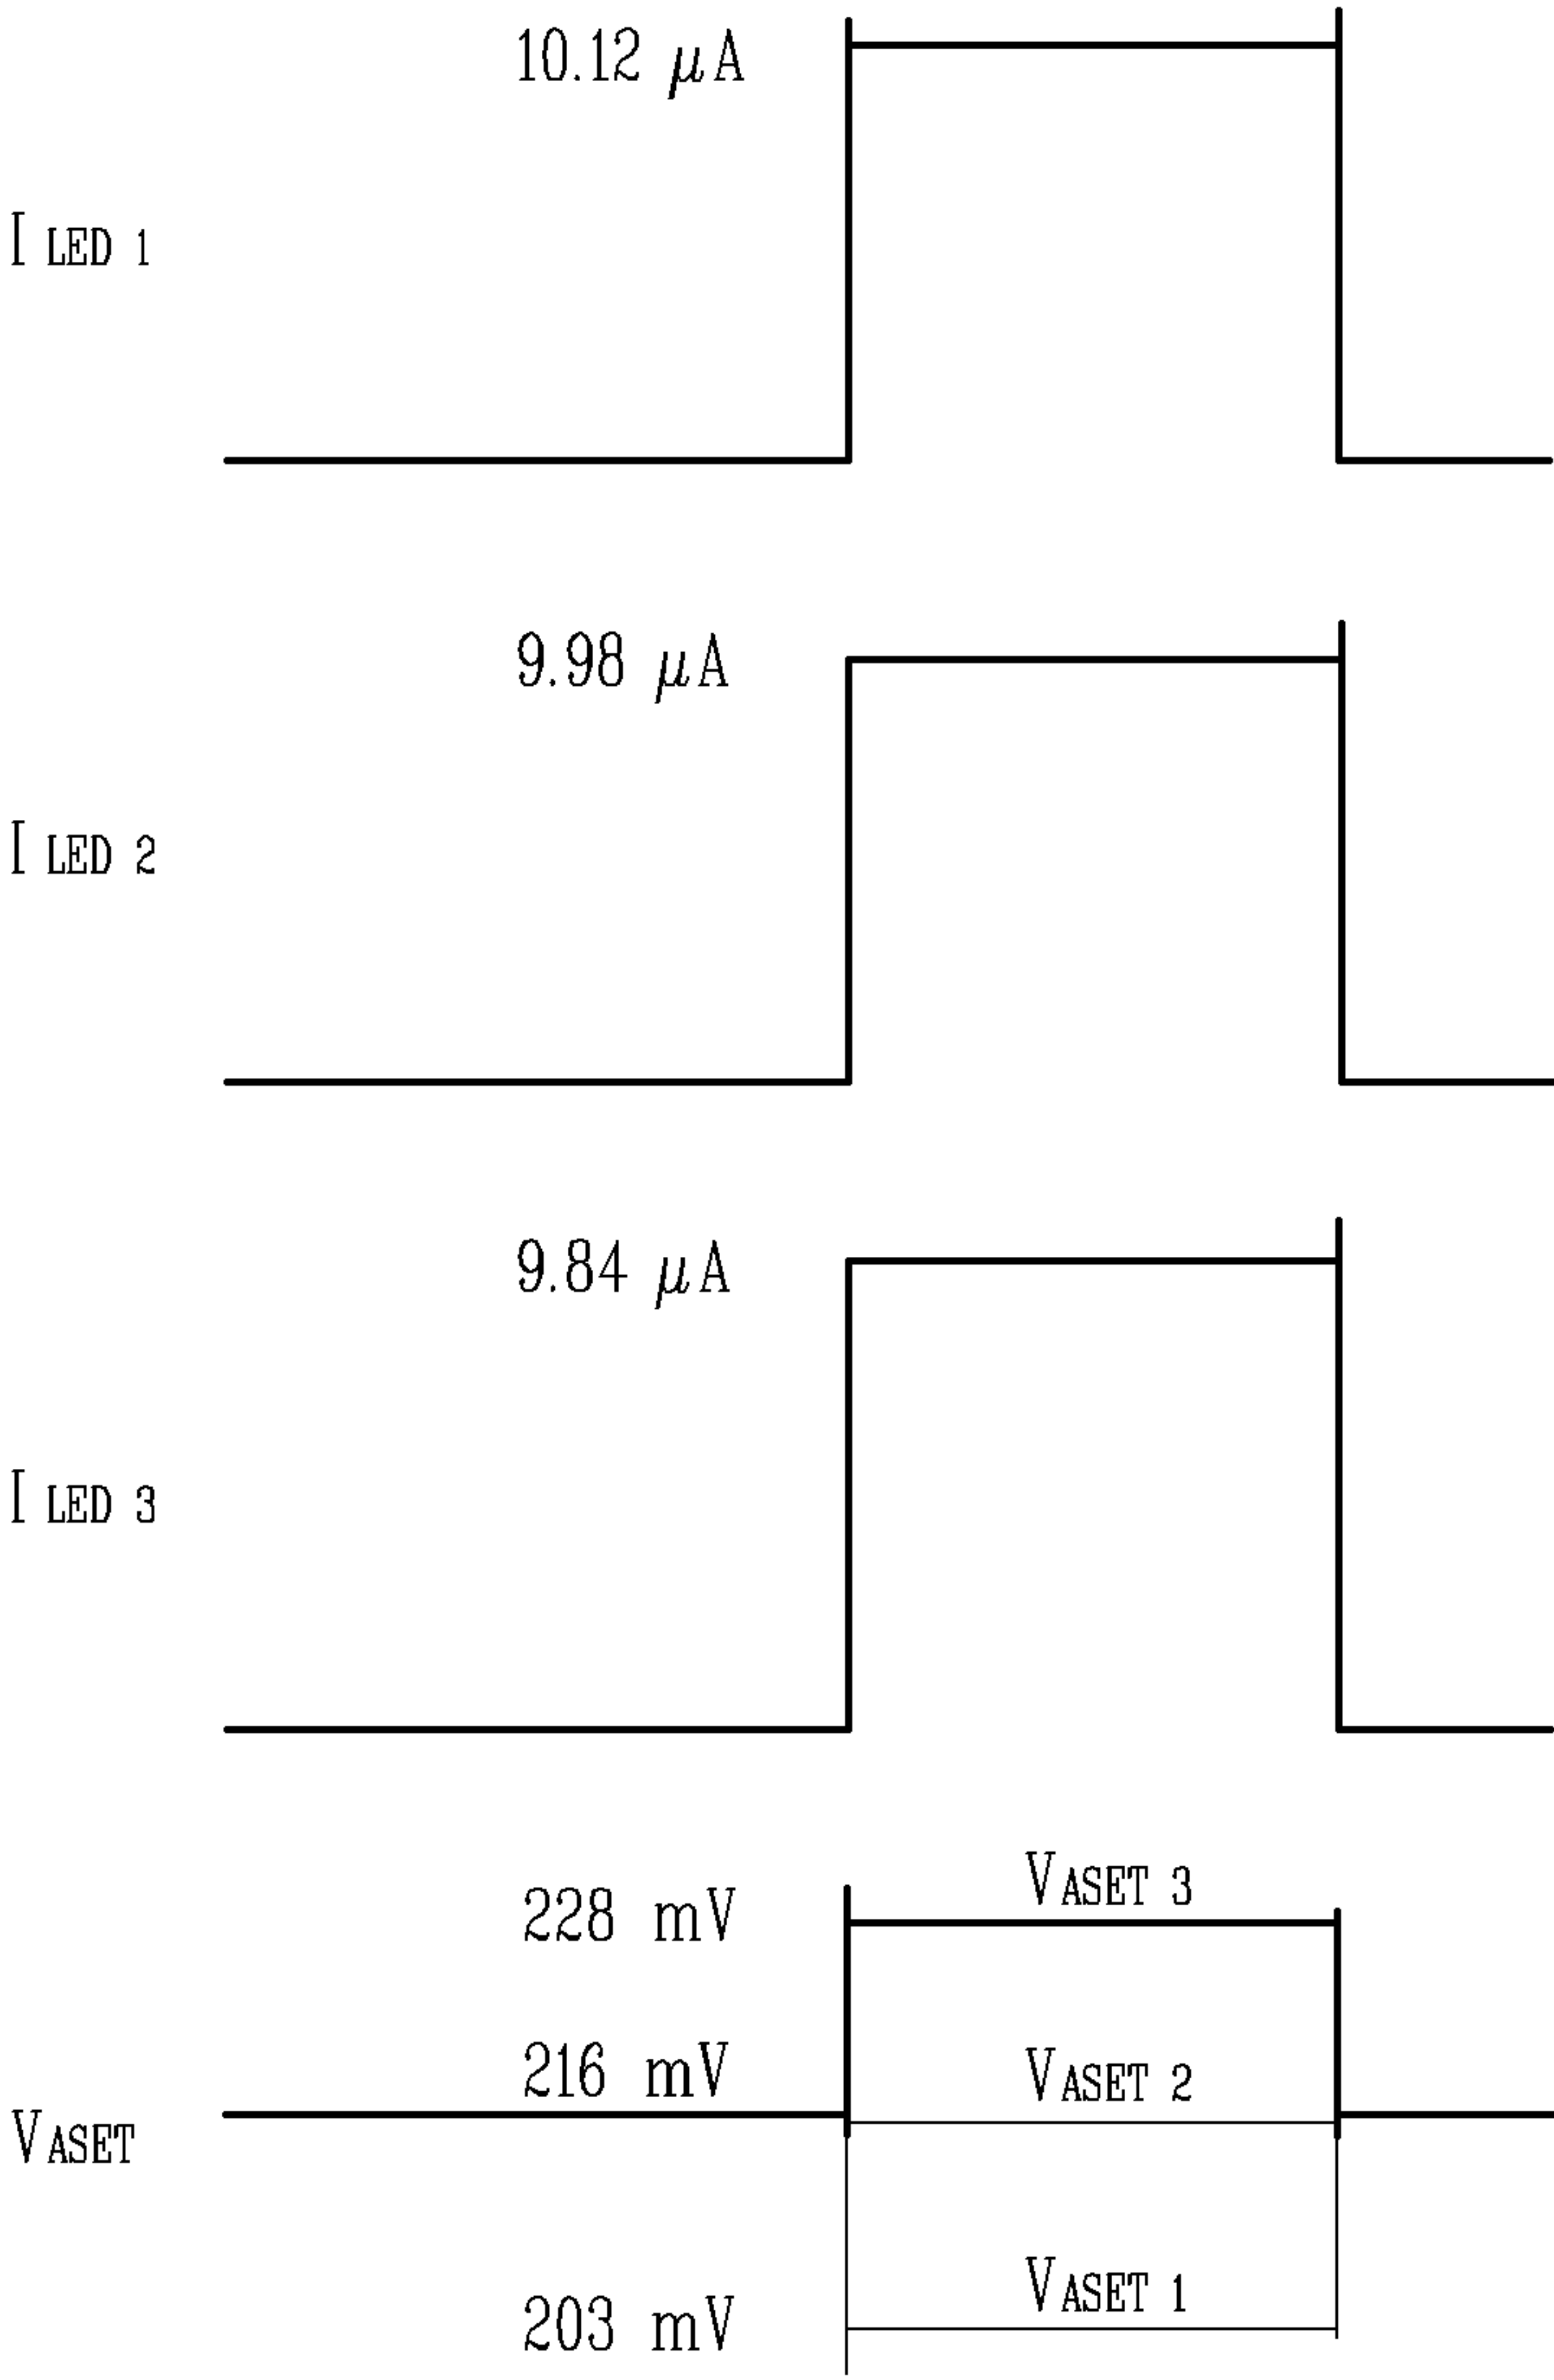 10.12 μA
I LED 1
9.98 μA
I LED 2
9.84 μA
I LED 3
VASET 3
228 mV
216 mV
VASET 2
VASET
VASET 1
203 mV